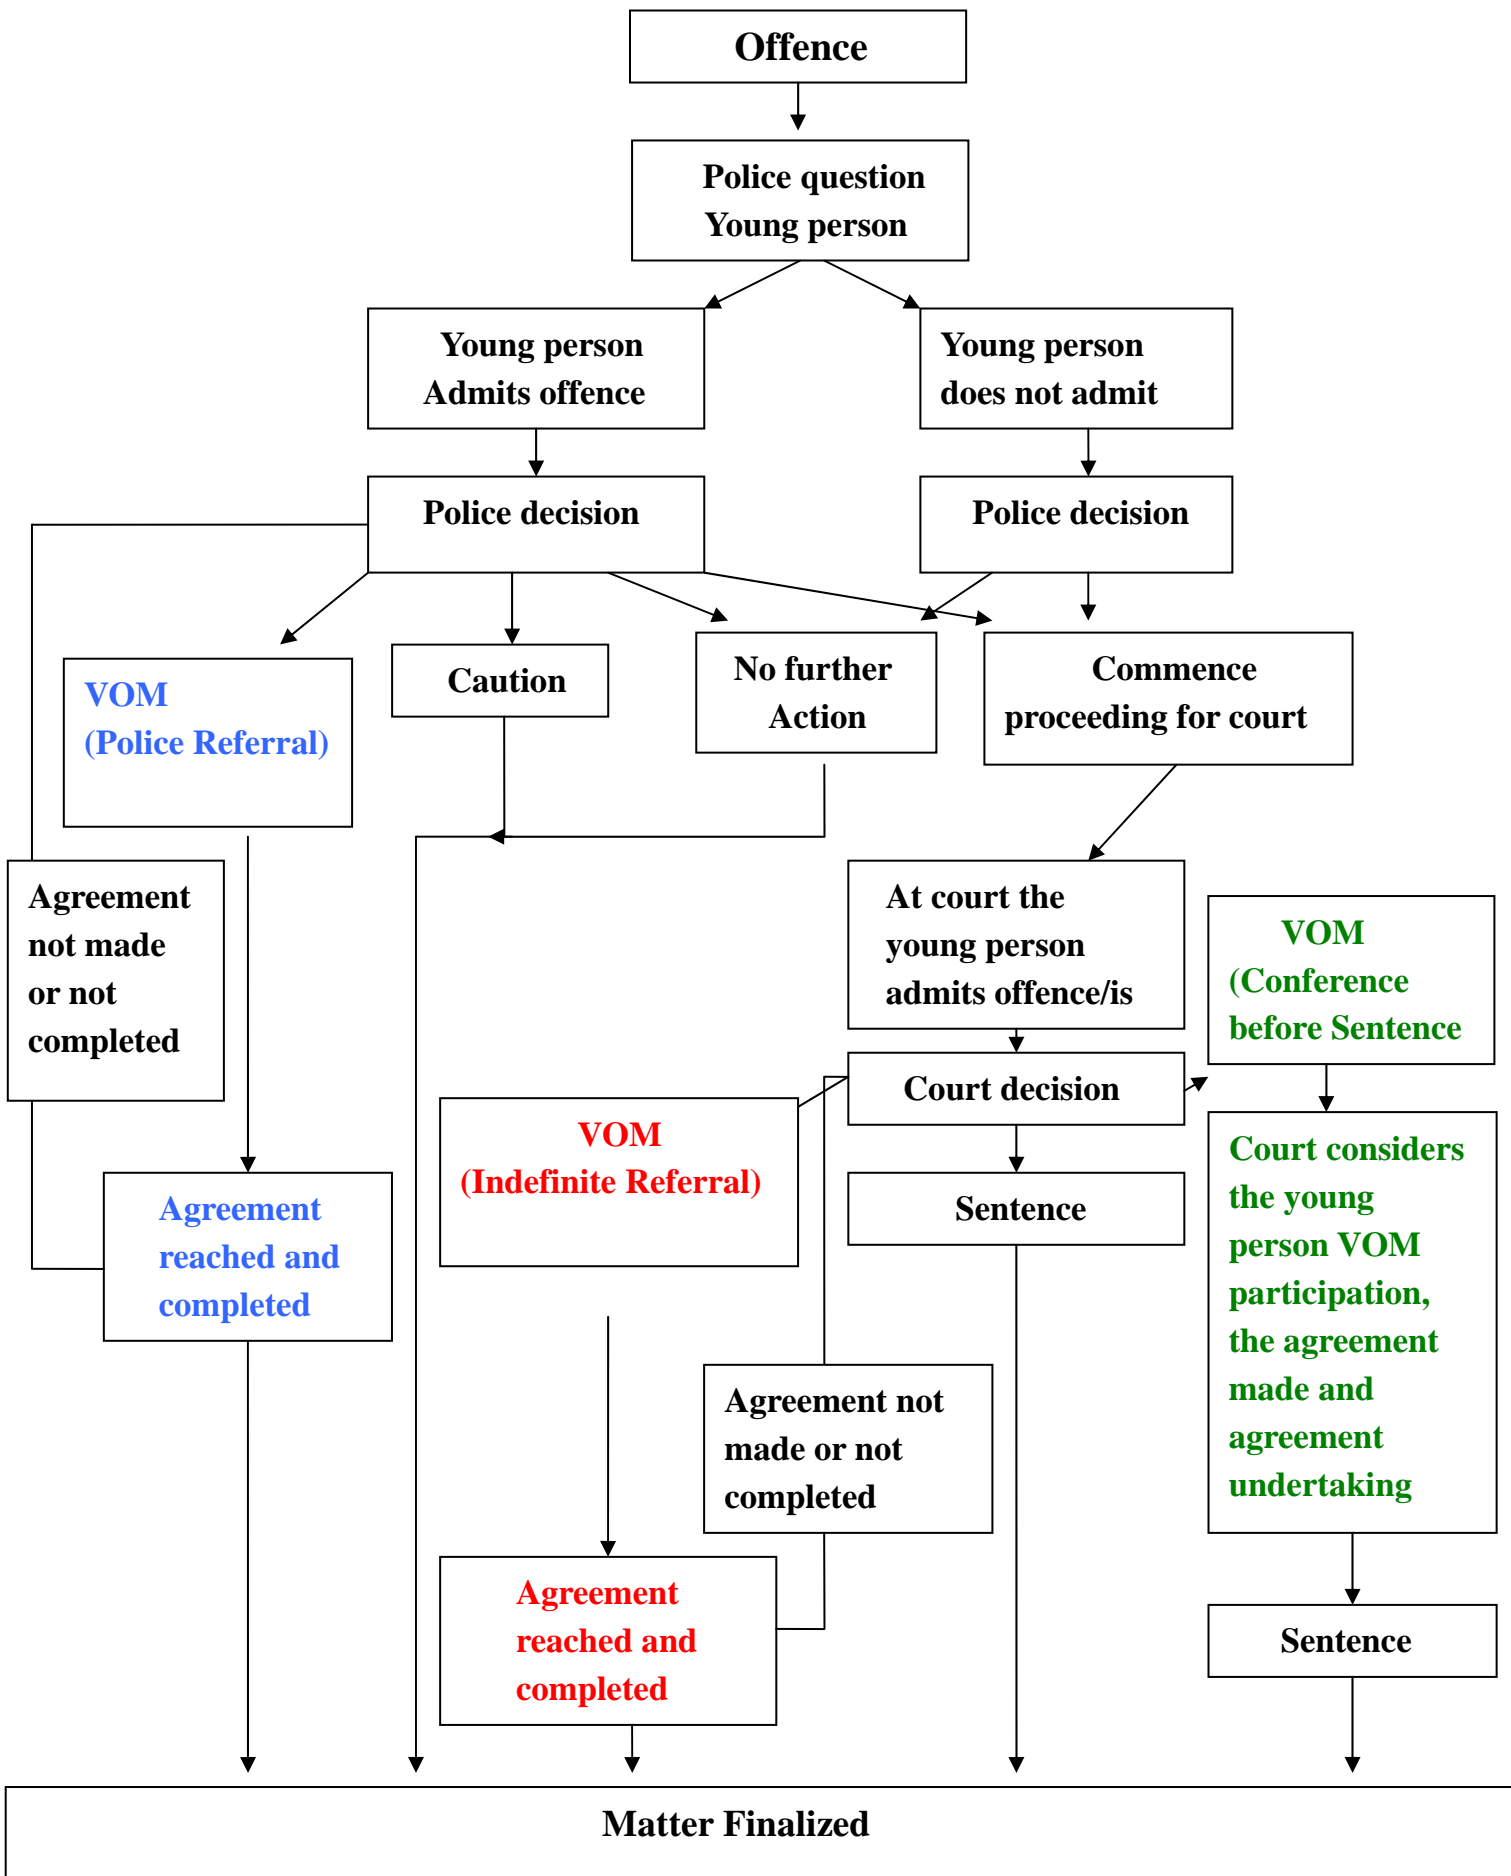 Offence
Police question
Young person
Young person
Admits offence
Young person
does not admit
Police decision
Police decision
VOM
(Police Referral)
Caution
No further
Action
Commence
proceeding for court
Agreement
not made
or not
completed
At court the
young person
admits offence/is
VOM
(Conference
before Sentence
Court decision
VOM
(Indefinite Referral)
Sentence
Court considers
the young
person VOM
participation,
the agreement
made and
agreement
undertaking
Agreement
reached and
completed
Agreement not
made or not
completed
Agreement
reached and
completed
Sentence
Matter Finalized